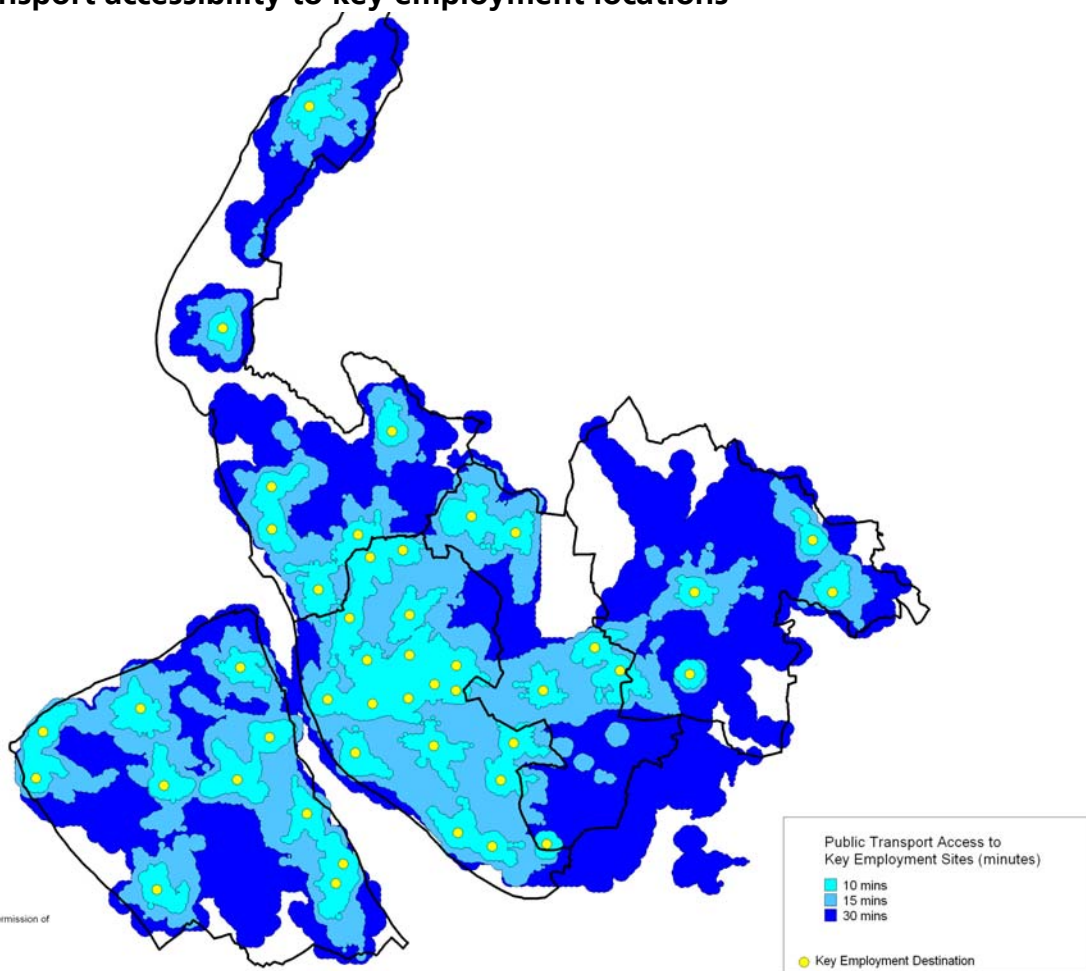 nsport accessibility to key employment locations
Public Transport Access to
Key Employment Sites (minutes)
10 mins
15 mins
30 mins
Key Employment Destination
ermission of